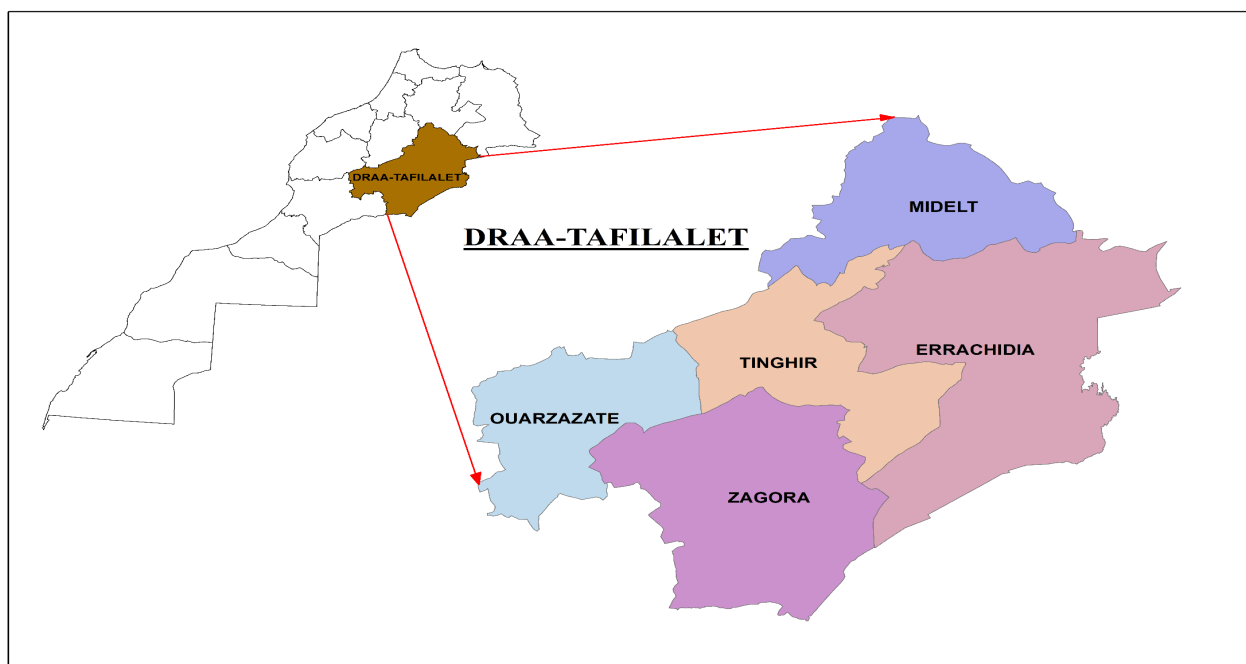 DRAA-TAFILALET
DRAA-TAFILALET
MIDELT
ERRACHIDIA
TINGHIR
OUARZAZATE
ZAGORA